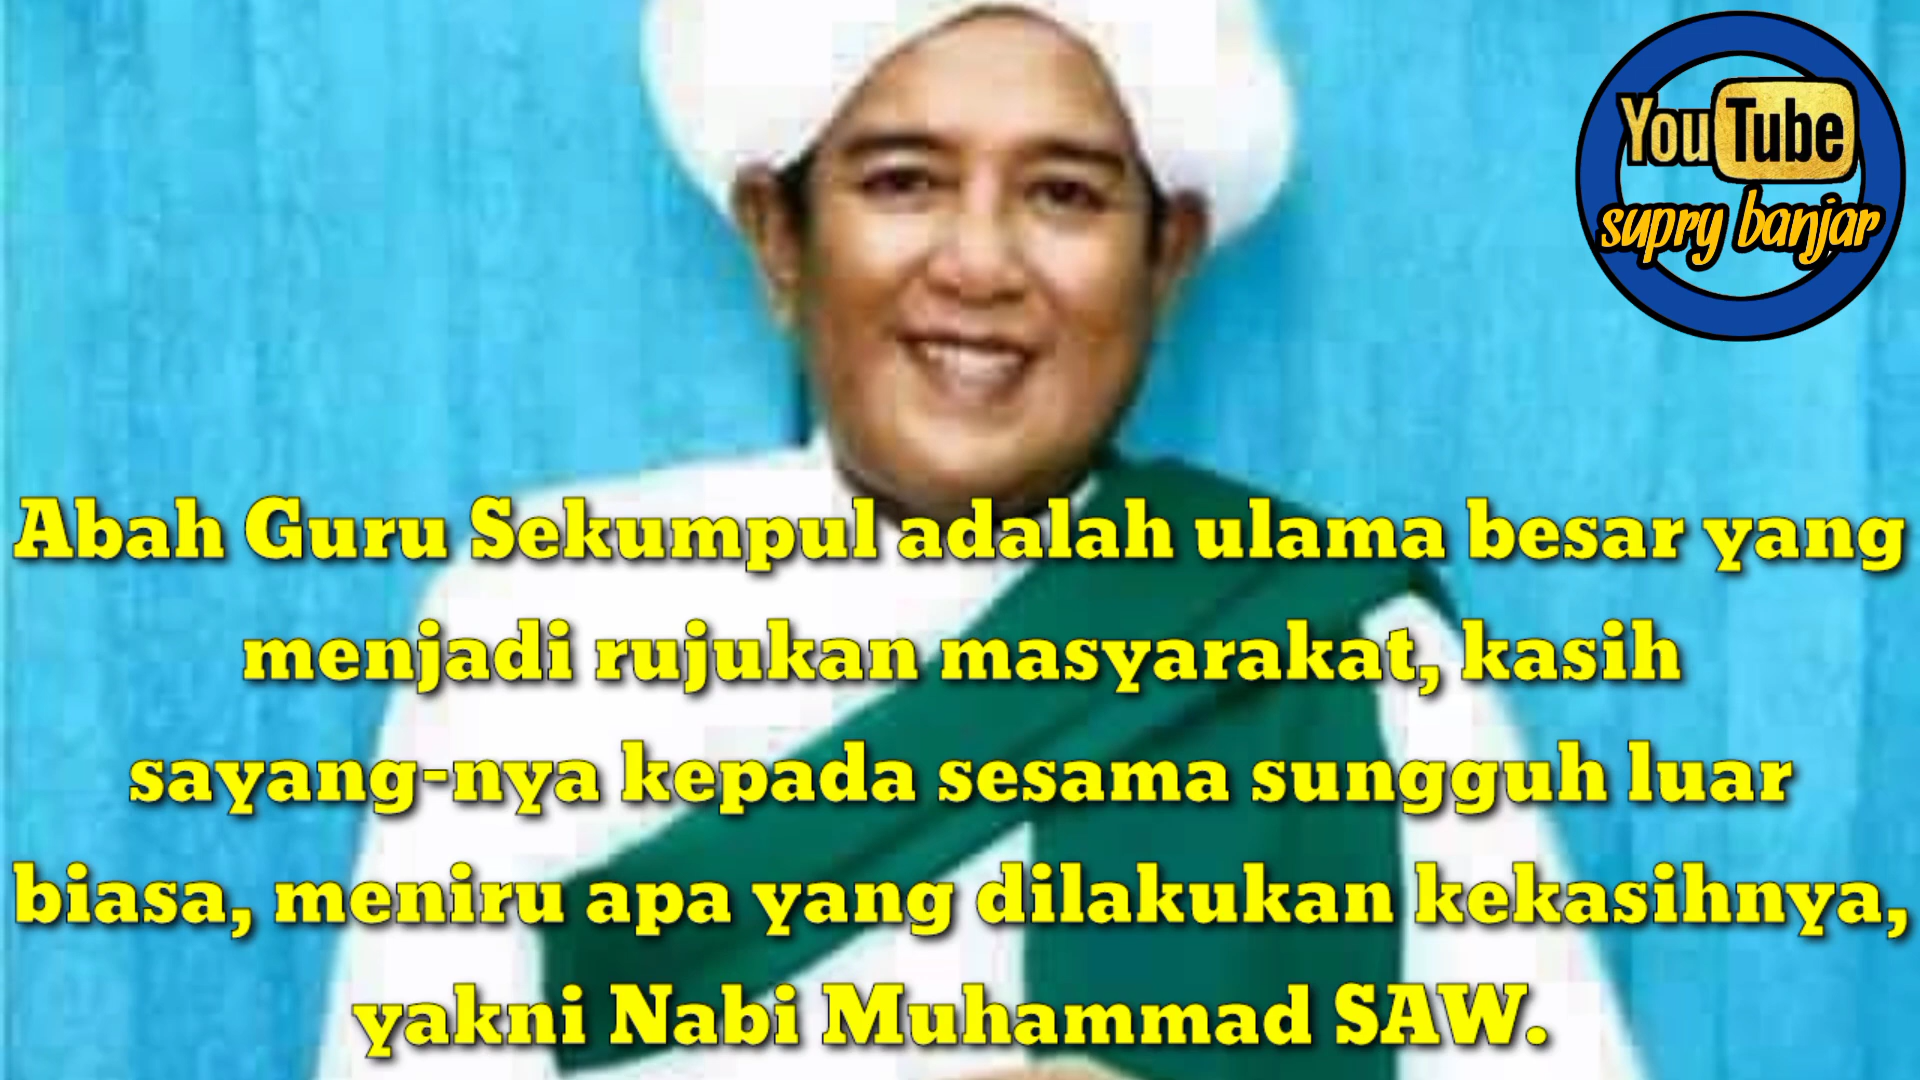 YouTube
supry banjar
Abah Guru Sekumpul adalah ulama besar yang
menjadi rujukan masyarakat, kasih
sayang-nya kepada sesama sungguh luar
biasa, meniru apa yang dilakukan kekasihnya,
yakni Nabi Muhammad SAW.